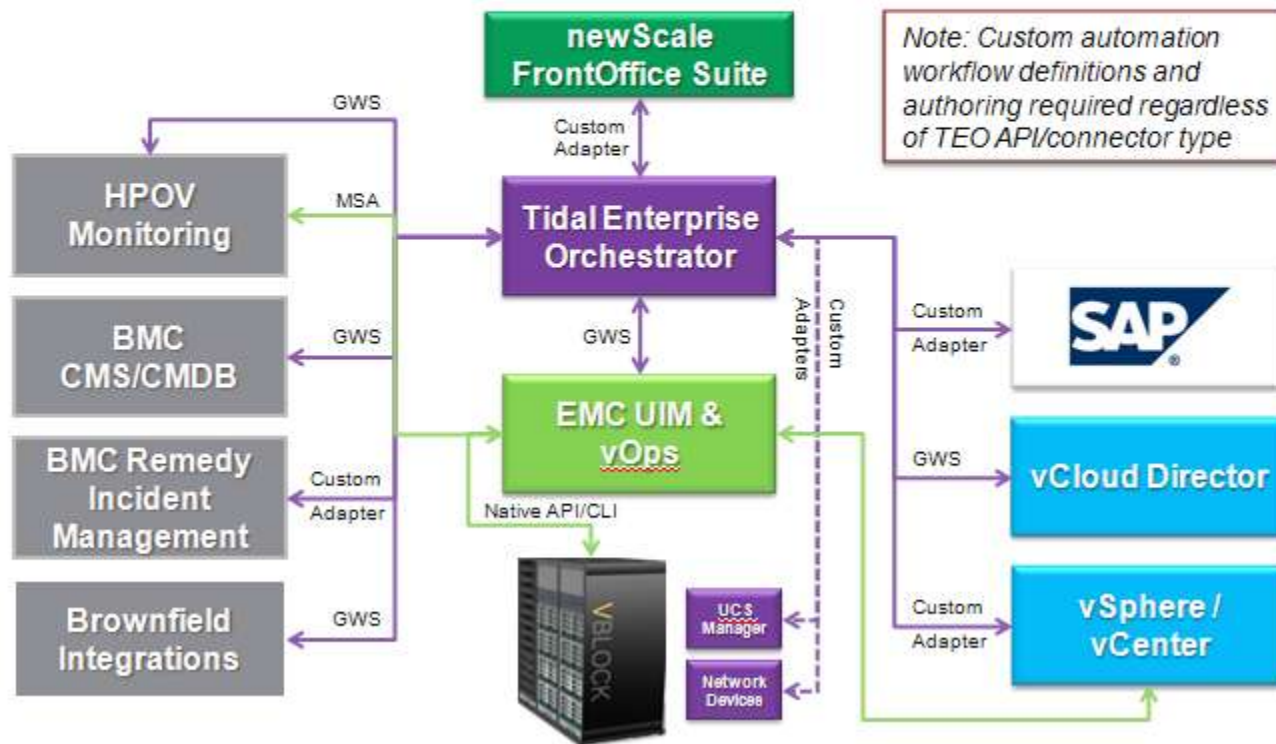 newScale
FrontOffice Suite
Note: Custom automation
workflow definitions and
authoring required regardless
of TEO API/connector type
GWS
Custom
Adapter
HPOV
Monitoring
MSA
Tidal Enterprise
Orchestrator
BMC
CMS/CMDB
GWS
GWS
Custom
Adapters
Custom
Adapter
SAP
®
EMC UIM &
vOps
BMC Remedy
Incident
Management
Custom
Adapter
GWS
vCloud Director
Native API/CLI
VBLOCK
Brownfield
Integrations
GWS
UCS
Manager
Network
Devices
Custom
Adapter
vSphere /
vCenter